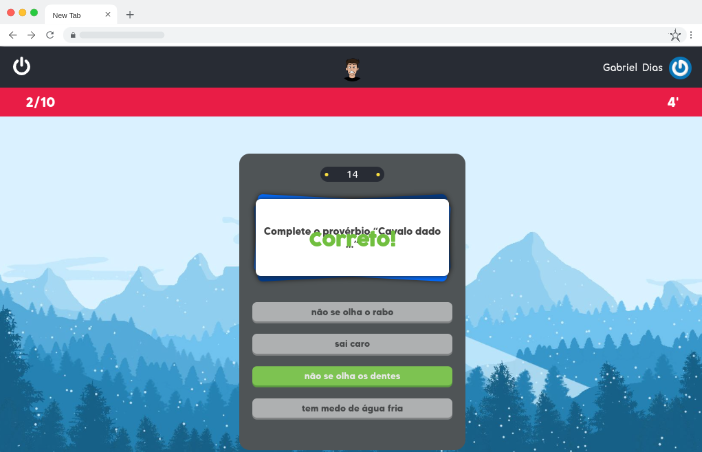 New Tab
Gabriel Dias
2/10
4'
14
Complete o provérbio "Cavalo dado
..."
correto!
não se olha o rabo
sai caro
não se olha os dentes
tem medo de água fria